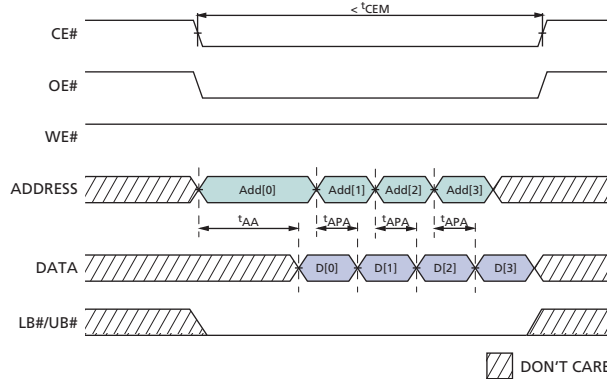 < tCEM
CE#
OE#
WE#
ADDRESS Add[0] Add[1] Add[2] Add[3]
tAA tAPA tAPA tAPA
DATA D[0] D[1] D[2] D[3]
LB#/UB#
DON'T CARE